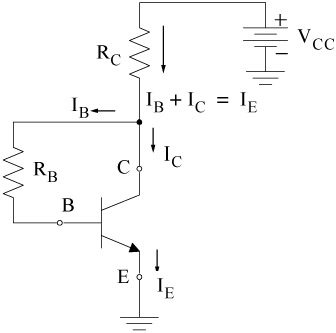 +
R_C
V_CC
−
I_B
I_B + I_C = I_E
I_C
C
R_B
B
E
I_E